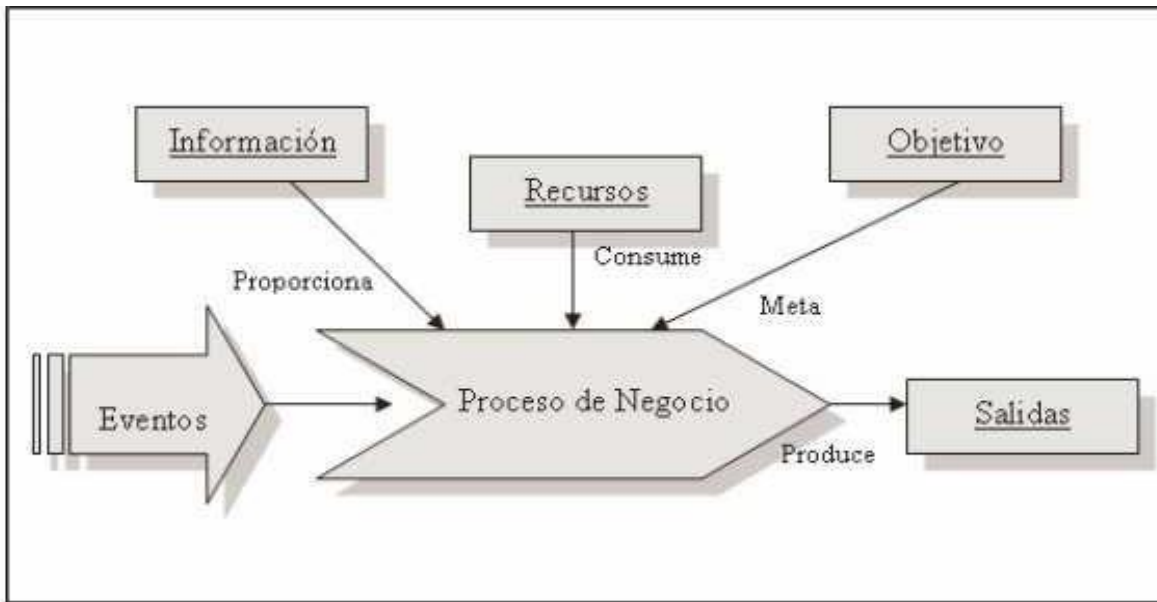 Información
Objetivo
Recursos
Consume
Proporciona
Meta
Eventos
Proceso de Negocio
Salidas
Produce